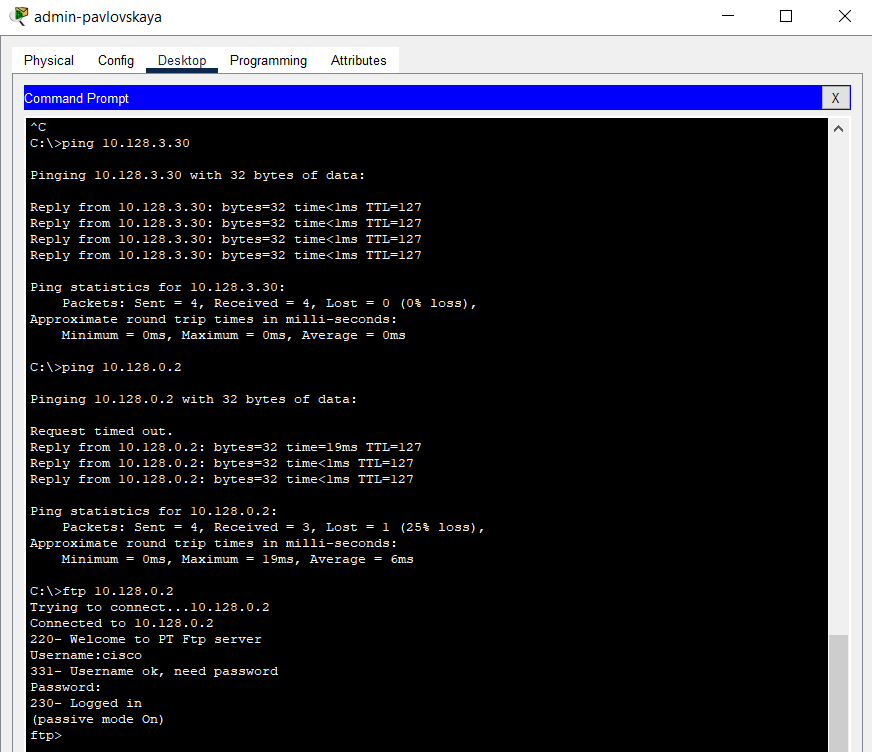 admin-pavlovskaya
Physical Config Desktop Programming Attributes
Command Prompt X
^C
C:\>ping 10.128.3.30
Pinging 10.128.3.30 with 32 bytes of data:
Reply from 10.128.3.30: bytes=32 time<1ms TTL=127
Reply from 10.128.3.30: bytes=32 time<1ms TTL=127
Reply from 10.128.3.30: bytes=32 time<1ms TTL=127
Reply from 10.128.3.30: bytes=32 time<1ms TTL=127
Ping statistics for 10.128.3.30:
Packets: Sent = 4, Received = 4, Lost = 0 (0% loss),
Approximate round trip times in milli-seconds:
Minimum = 0ms, Maximum = 0ms, Average = 0ms
C:\>ping 10.128.0.2
Pinging 10.128.0.2 with 32 bytes of data:
Request timed out.
Reply from 10.128.0.2: bytes=32 time=19ms TTL=127
Reply from 10.128.0.2: bytes=32 time<1ms TTL=127
Reply from 10.128.0.2: bytes=32 time<1ms TTL=127
Ping statistics for 10.128.0.2:
Packets: Sent = 4, Received = 3, Lost = 1 (25% loss),
Approximate round trip times in milli-seconds:
Minimum = 0ms, Maximum = 19ms, Average = 6ms
C:\>ftp 10.128.0.2
Trying to connect...10.128.0.2
Connected to 10.128.0.2
220- Welcome to PT Ftp server
Username:cisco
331- Username ok, need password
Password:
230- Logged in
(passive mode On)
ftp>